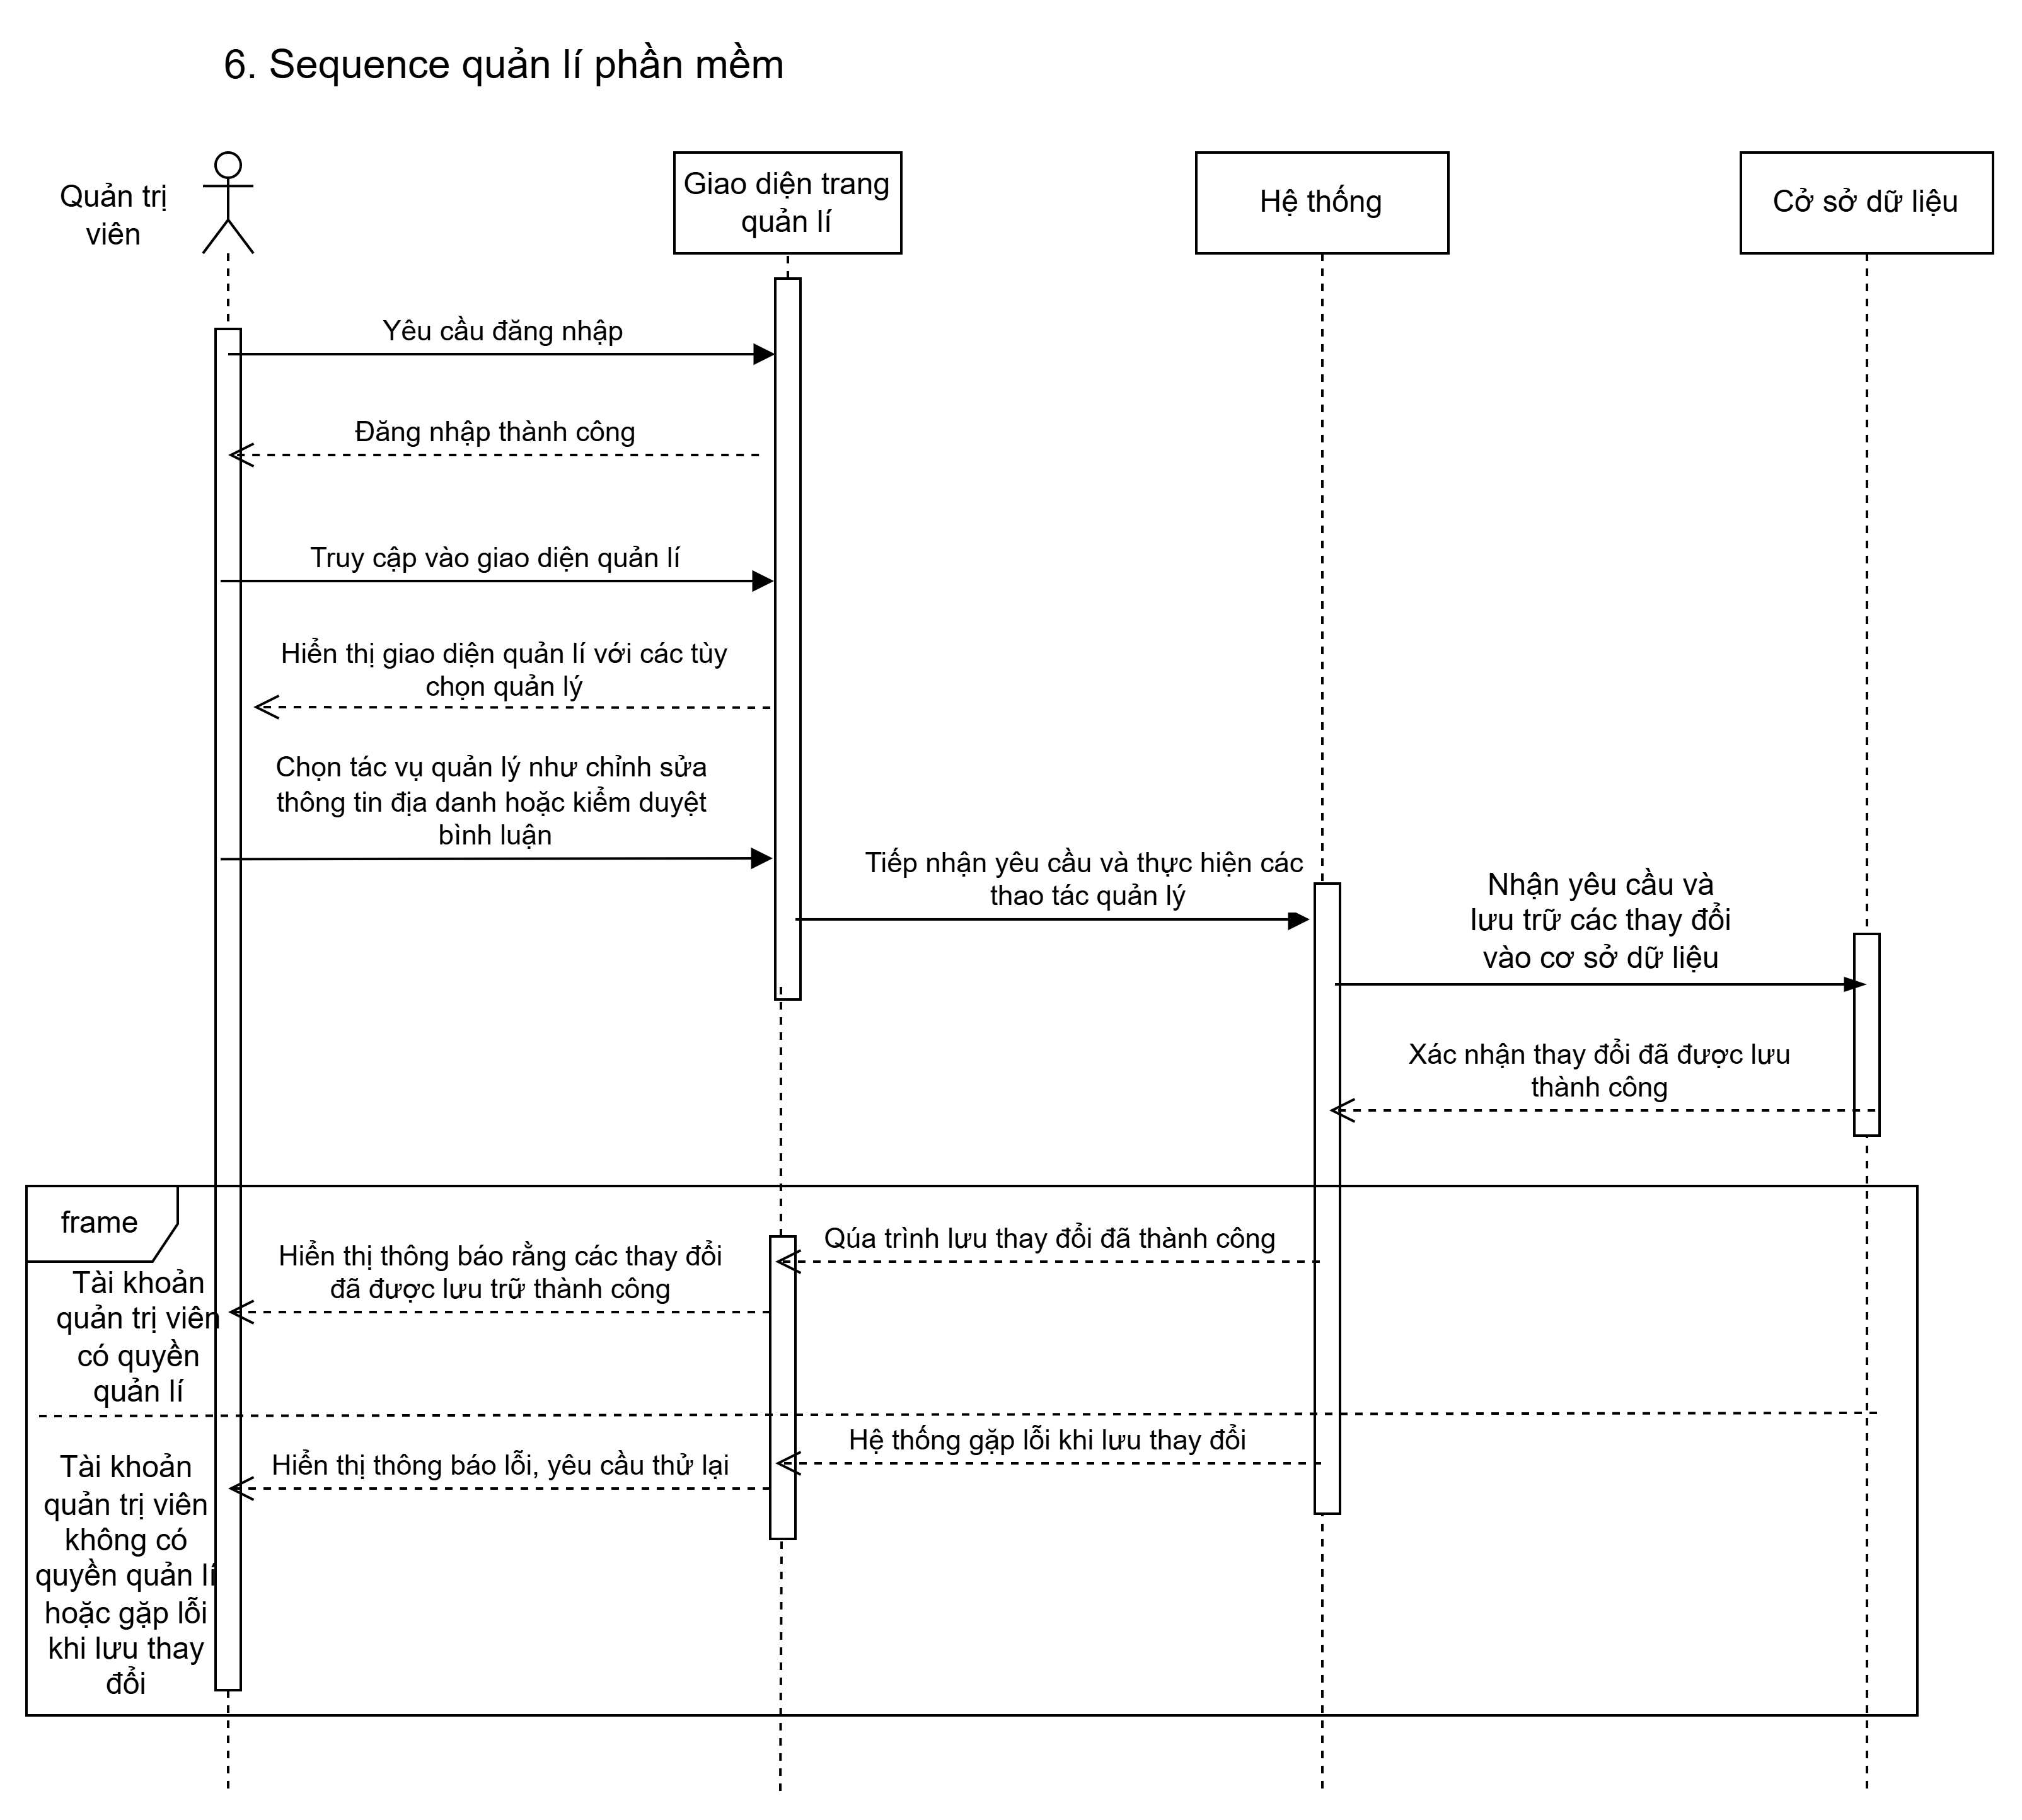 6. Sequence quản lí phần mềm
Quản trị
viên
Giao diện trang
quản lí
Hệ thống
Cở sở dữ liệu
Yêu cầu đăng nhập
Đăng nhập thành công
Truy cập vào giao diện quản lí
Hiển thị giao diện quản lí với các tùy
chọn quản lý
Chọn tác vụ quản lý như chỉnh sửa
thông tin địa danh hoặc kiểm duyệt
bình luận
Tiếp nhận yêu cầu và thực hiện các
thao tác quản lý
Nhận yêu cầu và
lưu trữ các thay đổi
vào cơ sở dữ liệu
Xác nhận thay đổi đã được lưu
thành công
frame
Qúa trình lưu thay đổi đã thành công
Hiển thị thông báo rằng các thay đổi
đã được lưu trữ thành công
Tài khoản
quản trị viên
có quyền
quản lí
Hệ thống gặp lỗi khi lưu thay đổi
Hiển thị thông báo lỗi, yêu cầu thử lại
Tài khoản
quản trị viên
không có
quyền quản lí
hoặc gặp lỗi
khi lưu thay
đổi